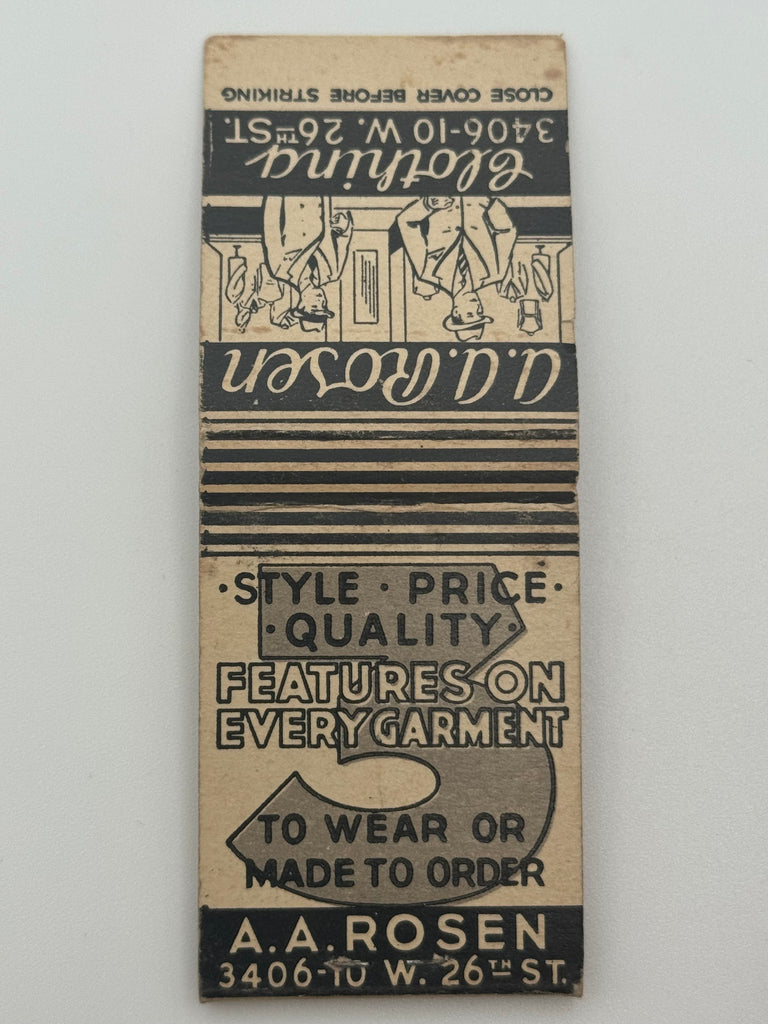 CLOSE COVER BEFORE STRIKING
3406-10 W. 26TH ST.
Clothing
A.A. Rosen
· STYLE · PRICE ·
· QUALITY ·
3
FEATURES ON
EVERY GARMENT
TO WEAR OR
MADE TO ORDER
A. A. ROSEN
3406-10 W. 26TH ST.